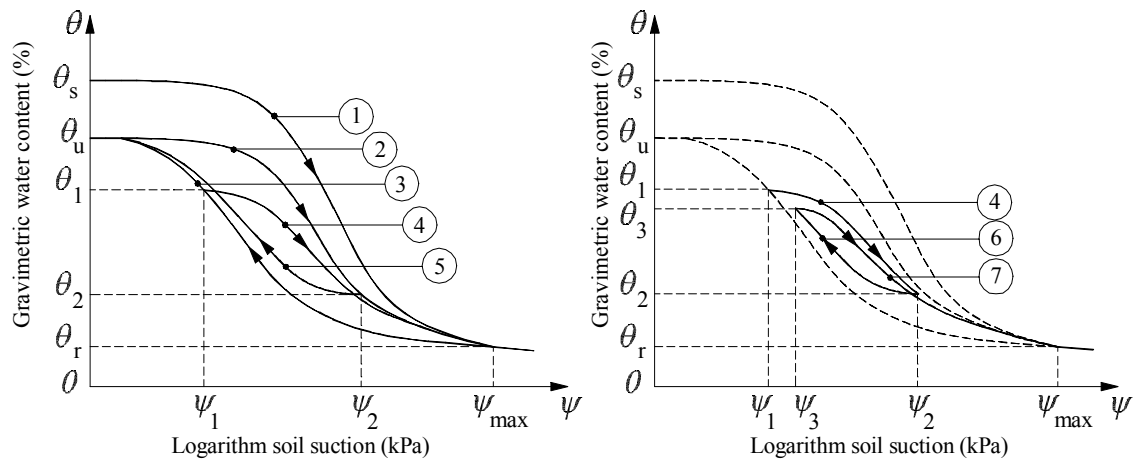 θ
Gravimetric water content (%)
θs
θu
θ1
θ2
θr
0
1
2
3
4
5
ψ1
ψ2
ψmax
ψ
Logarithm soil suction (kPa)
θ
Gravimetric water content (%)
θs
θu
θ1
θ3
θ2
θr
0
4
6
7
ψ1
ψ3
ψ2
ψmax
ψ
Logarithm soil suction (kPa)